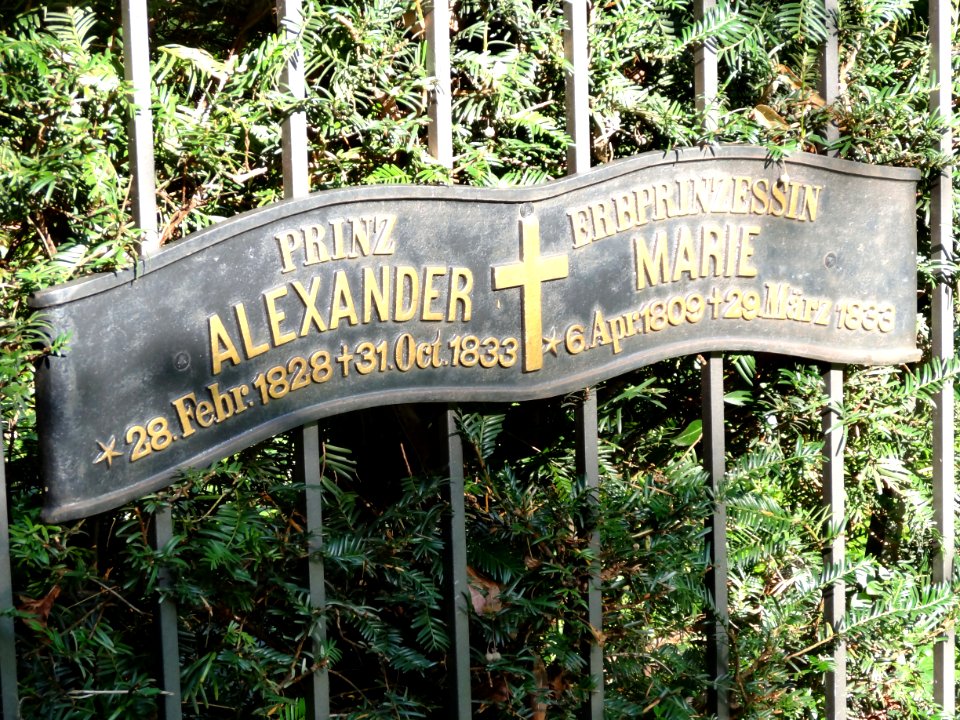 PRINZ
ALEXANDER
* 28. Febr. 1828 † 31. Oct. 1833
ERBPRINZESSIN
MARIE
* 6. Apr. 1809 † 29. März 1833